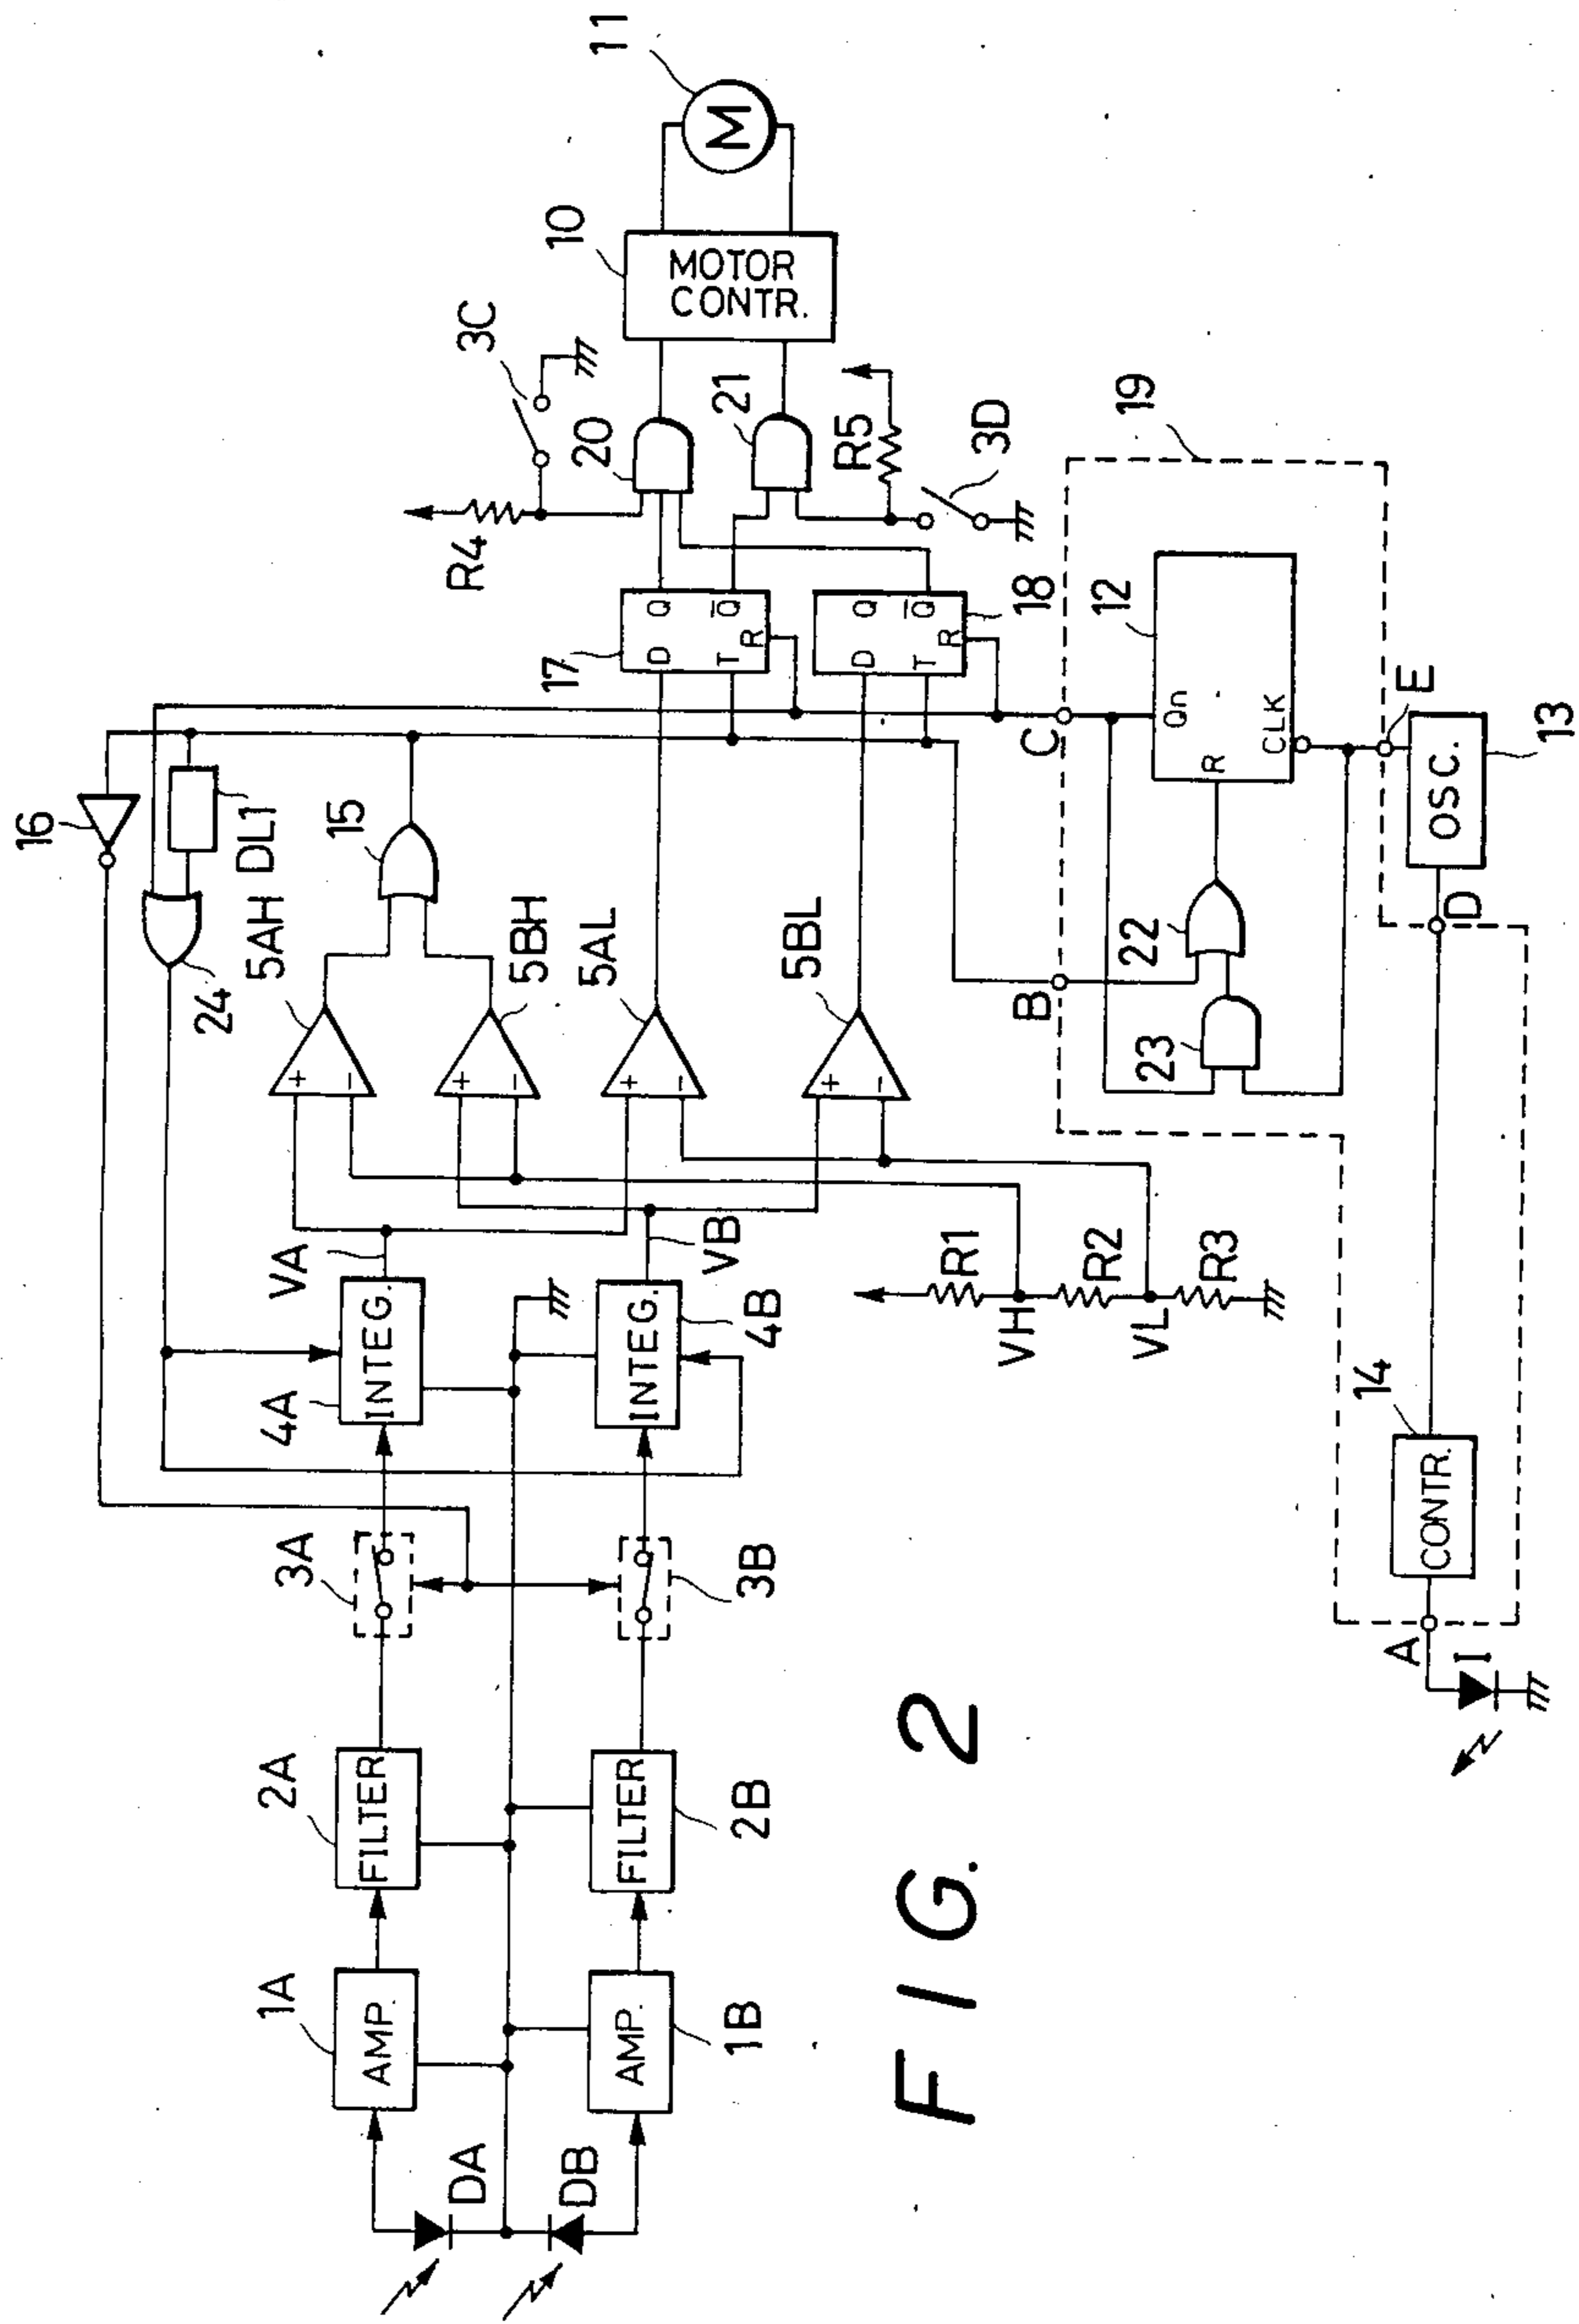 11
M
10
MOTOR
CONTR.
3C
20
21
R4
R5
3D
19
17
D
Q
T
Q̅
R
18
D
Q
T
Q̅
R
12
Qn
R
CLK
C
E
OSC.
13
D
16
DL1
24
15
5AH
+
−
5BH
+
−
5AL
+
−
5BL
+
−
B
22
23
VA
VB
4A
INTEG.
INTEG.
4B
R1
VH
R2
VL
R3
14
CONTR.
A
I
3A
3B
2A
FILTER
FILTER
2B
1A
AMP.
AMP.
1B
DA
DB
FIG. 2